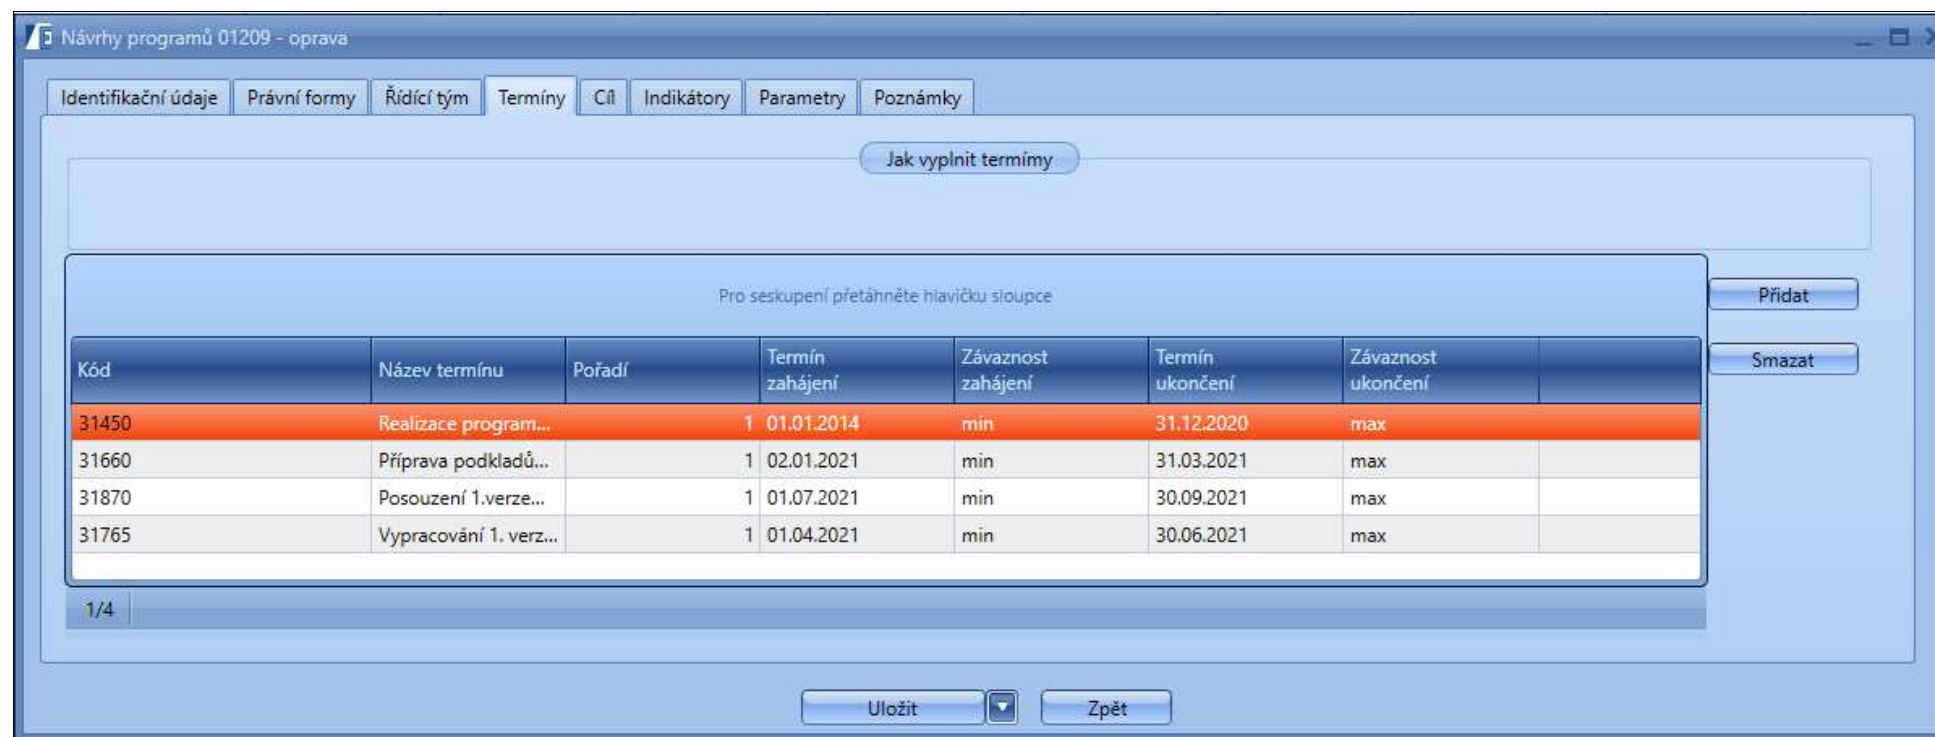 Návrhy programů 01209 - oprava
Identifikační údaje Právní formy Řídící tým Termíny Cíl Indikátory Parametry Poznámky
Jak vyplnit termímy
Pro seskupení přetáhněte hlavičku sloupce
Přidat
Smazat
Kód Název termínu Pořadí Termín zahájení Závaznost zahájení Termín ukončení Závaznost ukončení
31450 Realizace program... 1 01.01.2014 min 31.12.2020 max
31660 Příprava podkladů... 1 02.01.2021 min 31.03.2021 max
31870 Posouzení 1.verze... 1 01.07.2021 min 30.09.2021 max
31765 Vypracování 1. verz... 1 01.04.2021 min 30.06.2021 max
1/4
Uložit Zpět